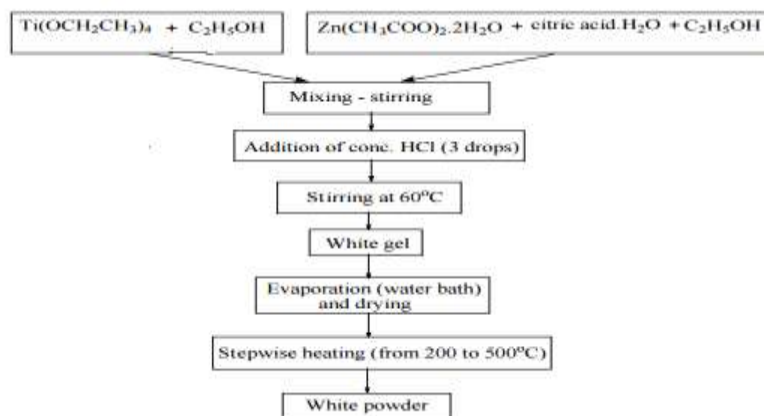 Ti(OCH₂CH₃)₄ + C₂H₅OH
Zn(CH₃COO)₂.2H₂O + citric acid.H₂O + C₂H₅OH
Mixing - stirring
Addition of conc. HCl (3 drops)
Stirring at 60°C
White gel
Evaporation (water bath)
and drying
Stepwise heating (from 200 to 500°C)
White powder